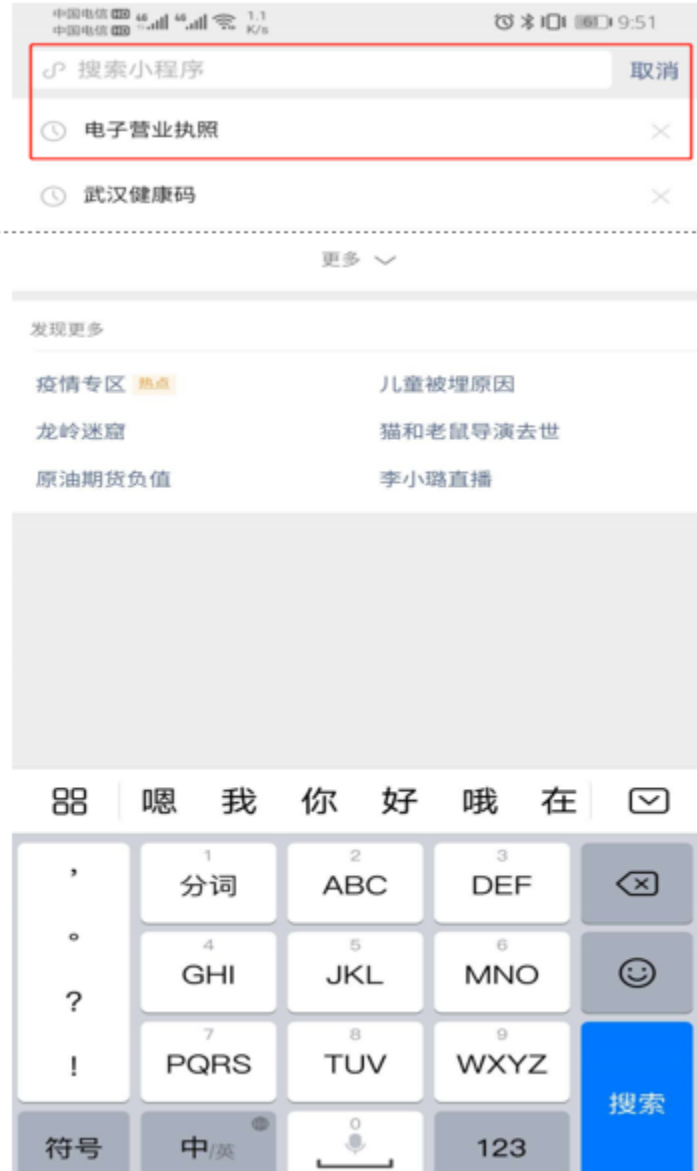 中国电信 HD 46 46 1.1
中国电信 HD K/s 61 9:51
搜索小程序 取消
电子营业执照
武汉健康码
更多
发现更多
疫情专区 热点 儿童被埋原因
龙岭迷窟 猫和老鼠导演去世
原油期货负值 李小璐直播
嗯 我 你 好 哦 在
, 1 2 3
分词 ABC DEF
。 4 5 6
GHI JKL MNO
?
7 8 9
! PQRS TUV WXYZ
搜索
符号 中/英 0 123